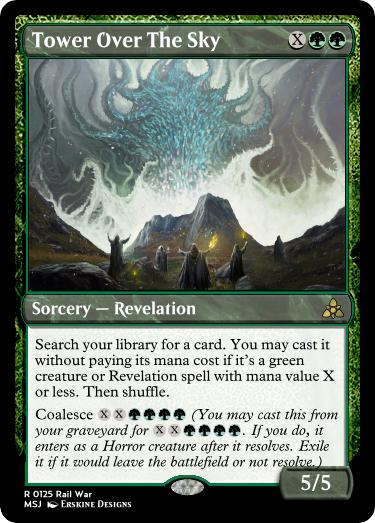 Tower Over The Sky X
Sorcery — Revelation
Search your library for a card. You may cast it
without paying its mana cost if it's a green
creature or Revelation spell with mana value X
or less. Then shuffle.
Coalesce X X (You may cast this from
your graveyard for X X . If you do, it
enters as a Horror creature after it resolves. Exile
it if it would leave the battlefield or not resolve.)
5/5
R 0125 Rail War
MSJ Erskine Designs